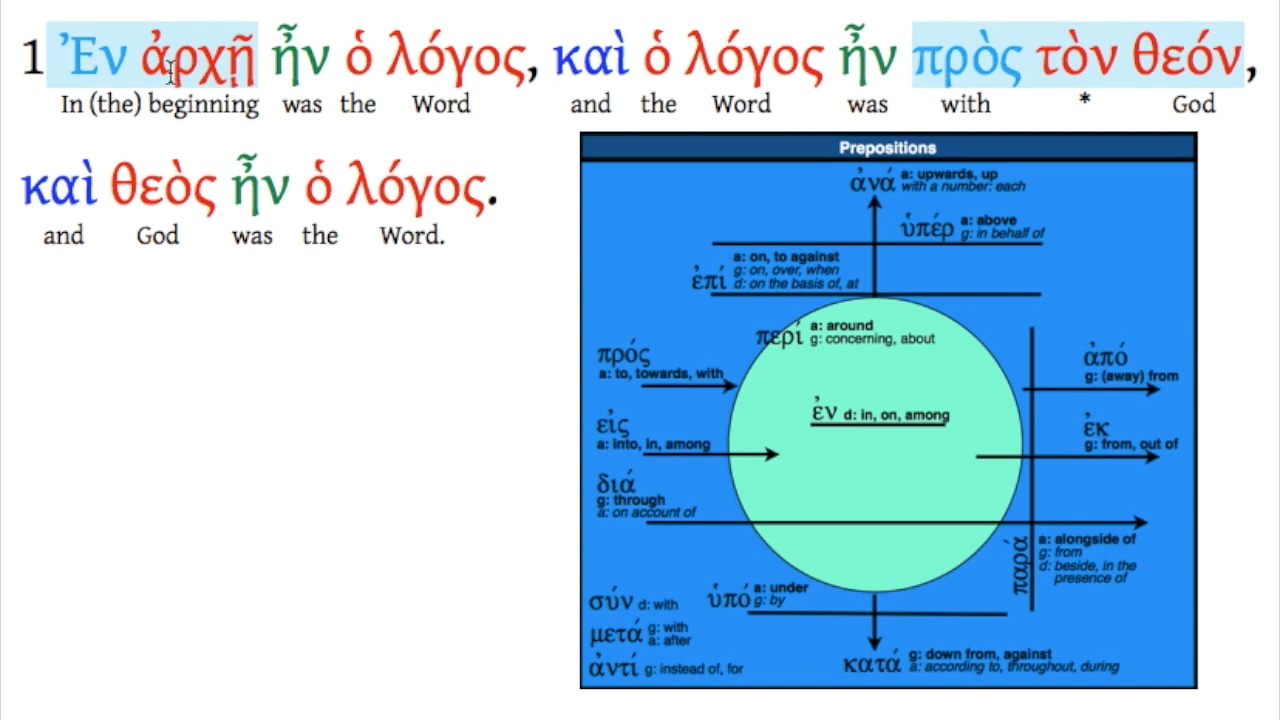 1 Ἐν ἀρχῇ ἦν ὁ λόγος, καὶ ὁ λόγος ἦν πρὸς τὸν θεόν,
In (the) beginning was the Word and the Word was with * God
καὶ θεὸς ἦν ὁ λόγος.
and God was the Word.
Prepositions
ἀνά a: upwards, up
with a number: each
ὑπέρ a: above
g: in behalf of
ἐπί a: on, to against
g: on, over, when
d: on the basis of, at
περί a: around
g: concerning, about
πρός
a: to, towards, with
ἀπό
g: (away) from
ἐν d: in, on, among
εἰς
a: into, in, among
ἐκ
g: from, out of
διά
g: through
a: on account of
παρά a: alongside of
g: from
d: beside, in the
presence of
σύν d: with
ὑπό a: under
g: by
μετά g: with
a: after
ἀντί g: instead of, for
κατά g: down from, against
a: according to, throughout, during